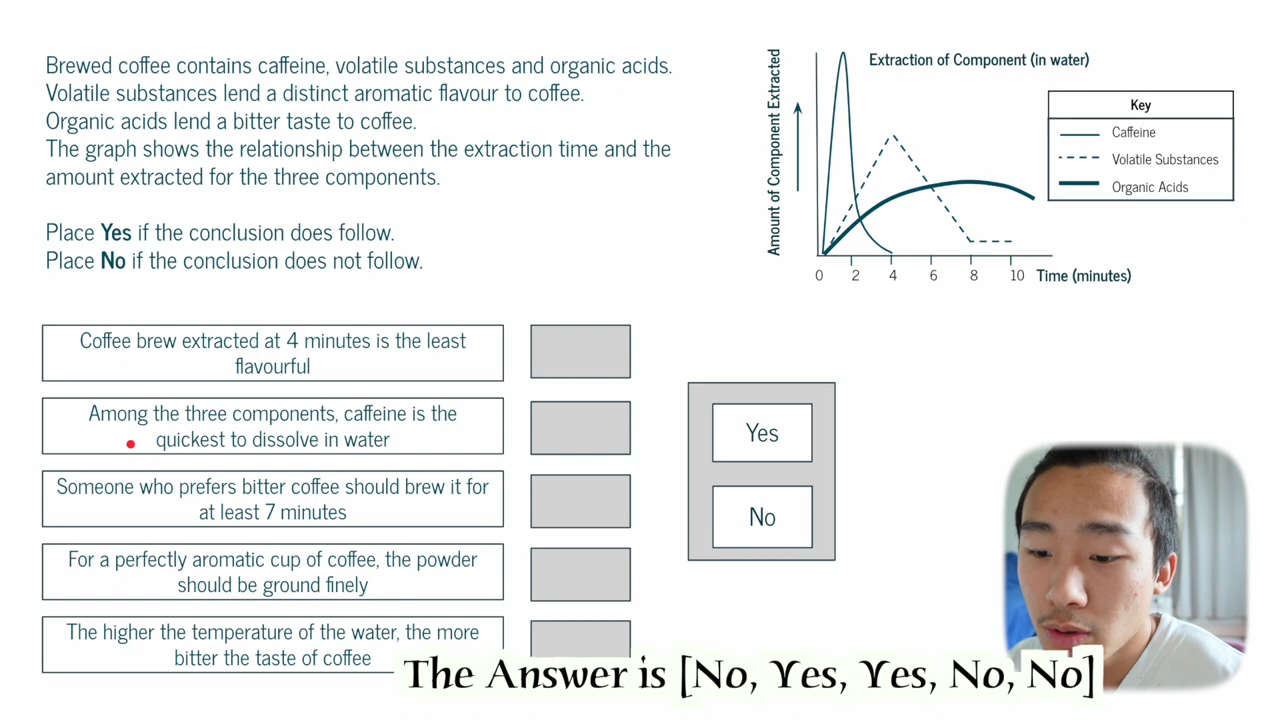 Brewed coffee contains caffeine, volatile substances and organic acids.
Volatile substances lend a distinct aromatic flavour to coffee.
Organic acids lend a bitter taste to coffee.
The graph shows the relationship between the extraction time and the
amount extracted for the three components.
Place Yes if the conclusion does follow.
Place No if the conclusion does not follow.
Amount of Component Extracted
Extraction of Component (in water)
Key
Caffeine
Volatile Substances
Organic Acids
0 2 4 6 8 10 Time (minutes)
Coffee brew extracted at 4 minutes is the least
flavourful
Among the three components, caffeine is the
quickest to dissolve in water
Someone who prefers bitter coffee should brew it for
at least 7 minutes
For a perfectly aromatic cup of coffee, the powder
should be ground finely
The higher the temperature of the water, the more
bitter the taste of coffee
Yes
No
The Answer is [No, Yes, Yes, No, No]